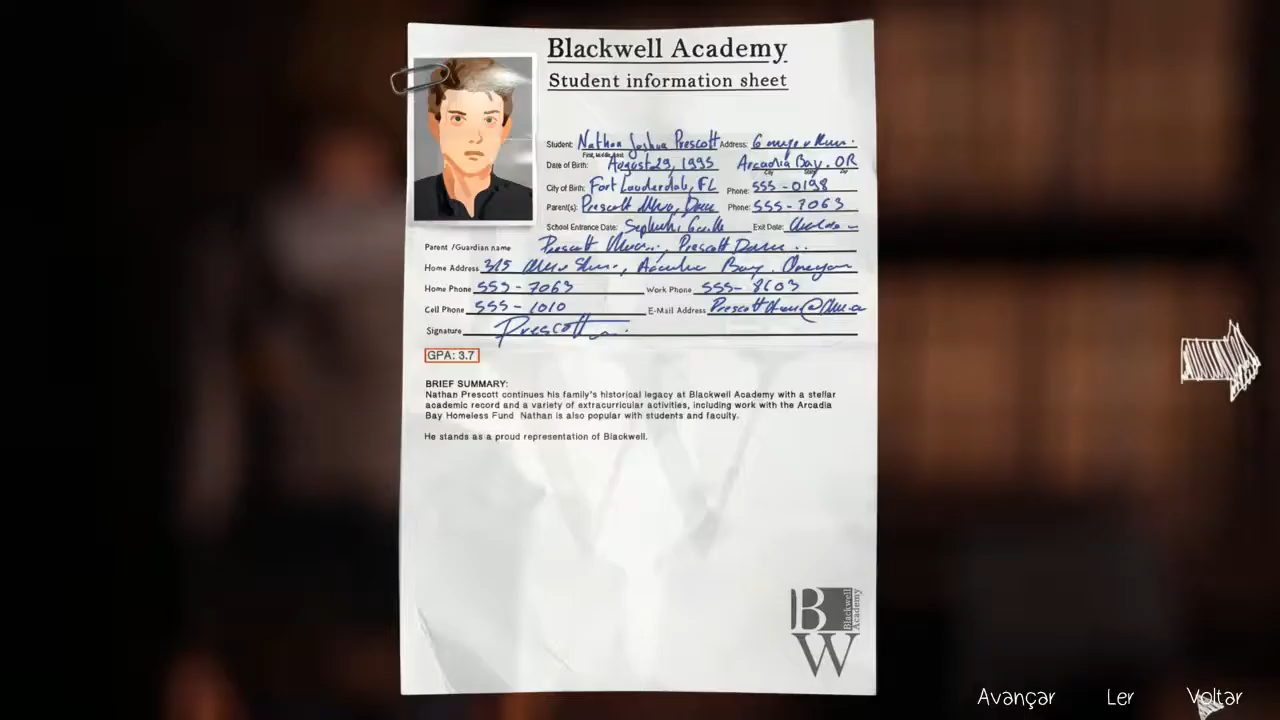 Blackwell Academy
Student information sheet
Student: Nathan Joshua Prescott Address:
First, Middle, Last
Date of Birth: August 29, 1995 Arcadia Bay, OR
City of Birth: Fort Lauderdale, FL Phone: 555-0198
Parent(s): Prescott Phone: 555-7063
School Entrance Date: Exit Date:
Parent /Guardian name Prescott Prescott
Home Address 315 Bay
Home Phone 555-7063 Work Phone 555-8603
Cell Phone 555-1010 E-Mail Address
Signature Prescott
GPA: 3.7
BRIEF SUMMARY:
Nathan Prescott continues his family's historical legacy at Blackwell Academy with a stellar
academic record and a variety of extracurricular activities, including work with the Arcadia
Bay Homeless Fund Nathan is also popular with students and faculty.
He stands as a proud representation of Blackwell.
B
Blackwell
Academy
W
Avançar Ler Voltar